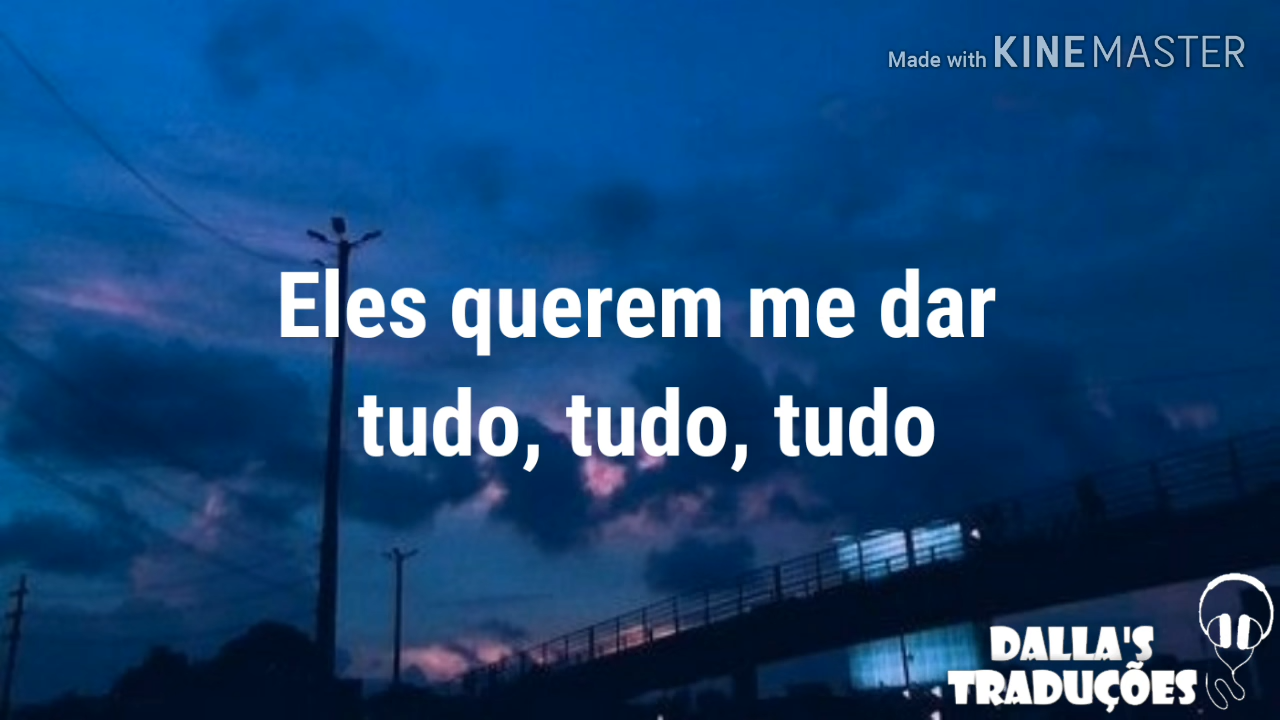 Made with KINEMASTER
Eles querem me dar
tudo, tudo, tudo
DALLA'S
TRADUÇÕES